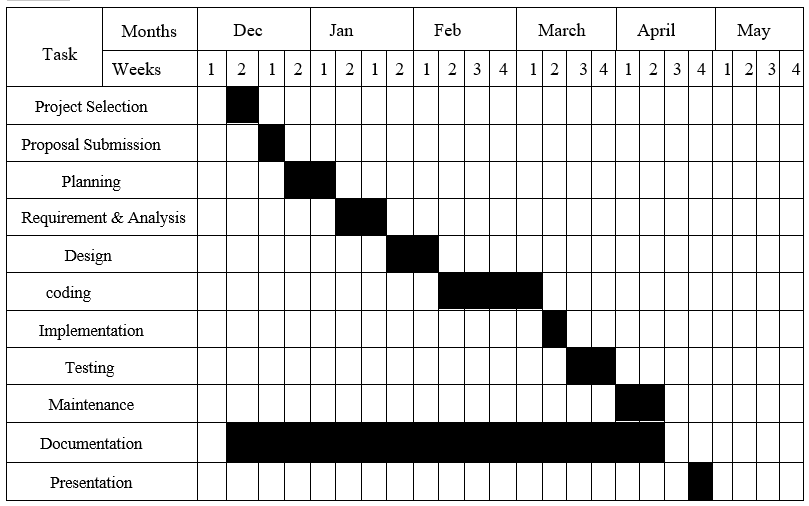 Task Months Dec Jan Feb March April May
Weeks 1 2 1 2 1 2 1 2 1 2 3 4 1 2 3 4 1 2 3 4 1 2 3 4
Project Selection
Proposal Submission
Planning
Requirement & Analysis
Design
coding
Implementation
Testing
Maintenance
Documentation
Presentation